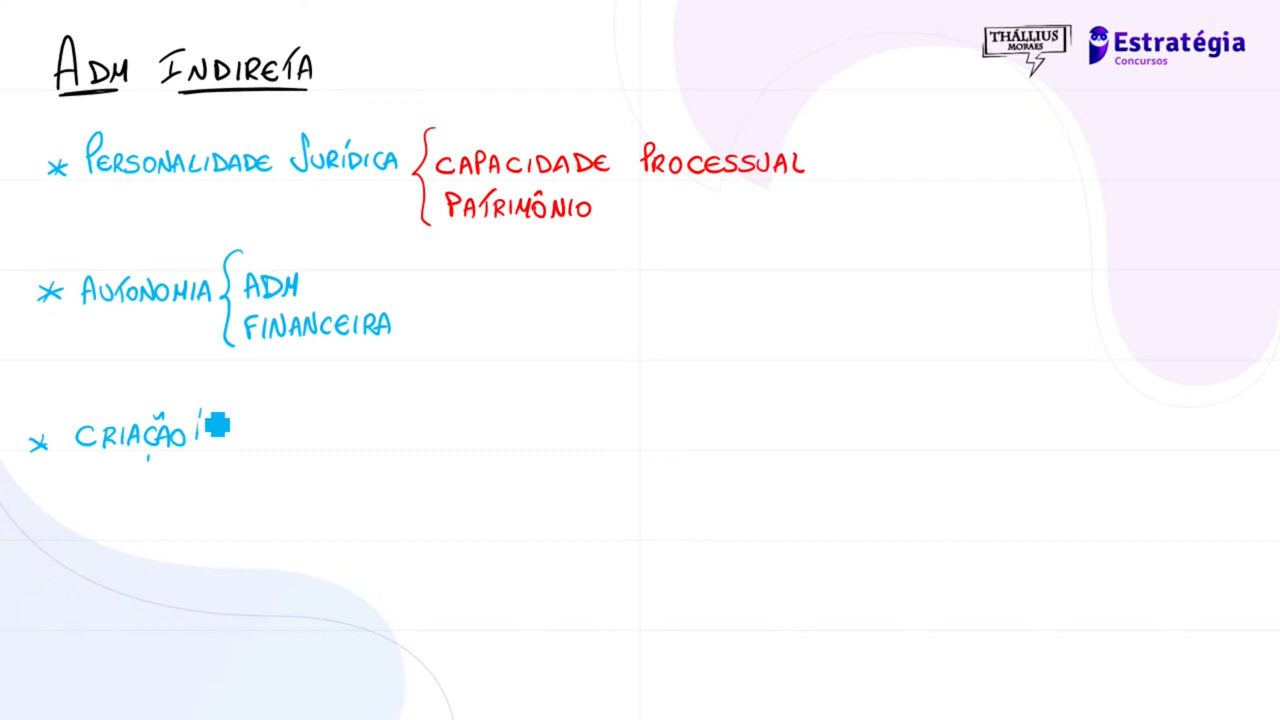 THÁLLIUS
MORAES
Estratégia
Concursos
ADM INDIRETA
* PERSONALIDADE JURÍDICA { CAPACIDADE PROCESSUAL
PATRIMÔNIO
* AUTONOMIA { ADM
FINANCEIRA
* CRIAÇÃO